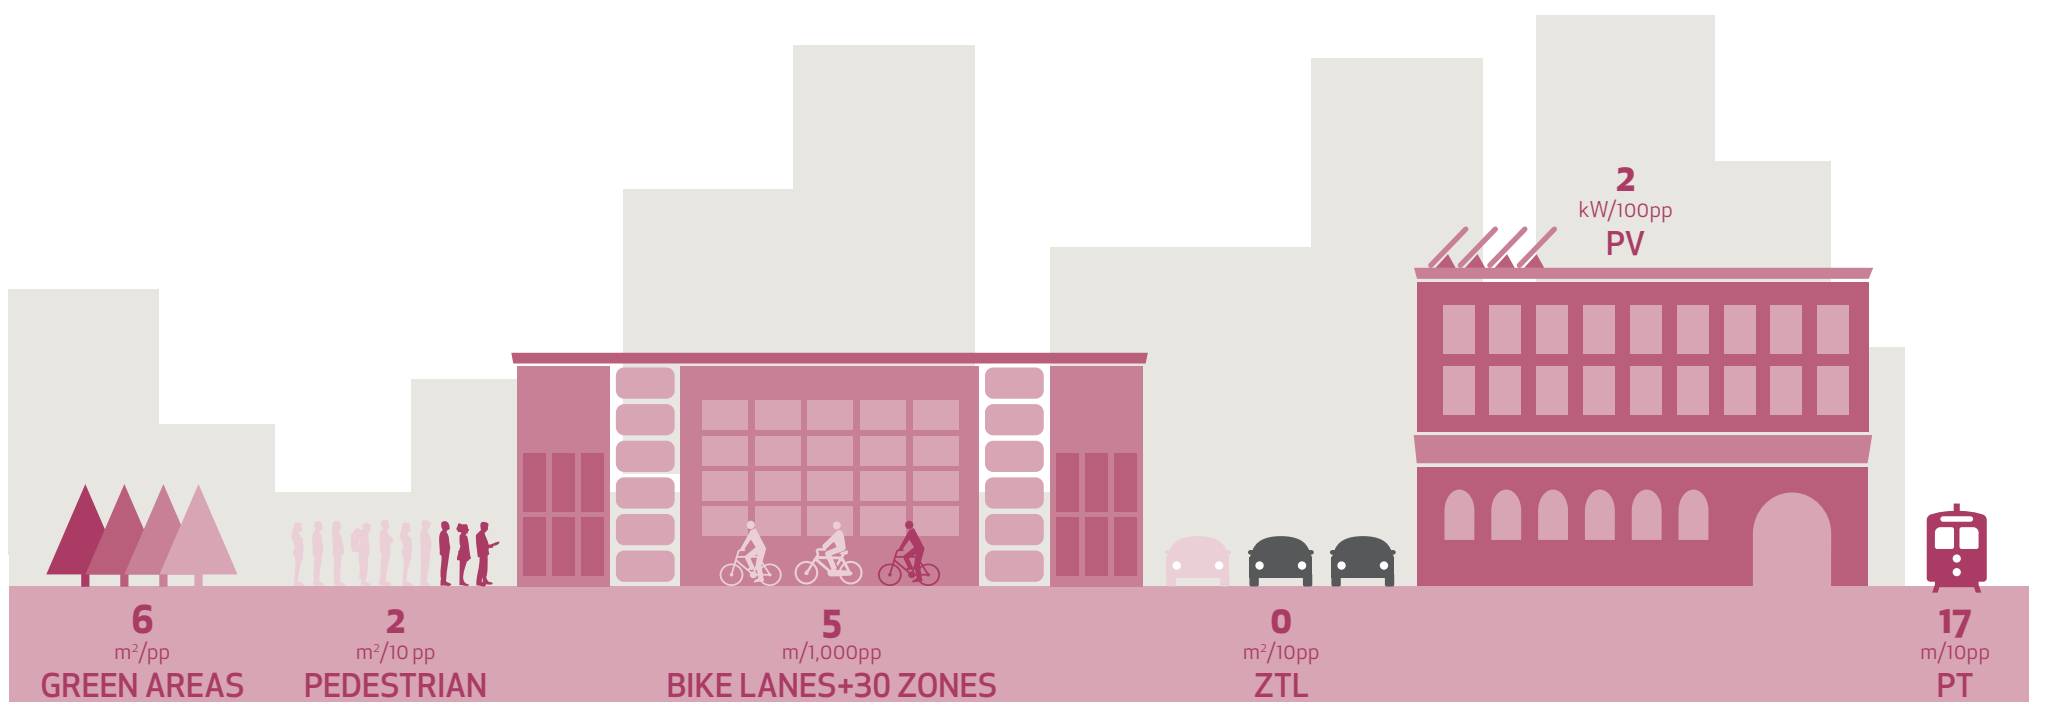 2
kW/100pp
PV
6
m²/pp
GREEN AREAS
2
m²/10 pp
PEDESTRIAN
5
m/1,000pp
BIKE LANES+30 ZONES
0
m²/10pp
ZTL
17
m/10pp
PT